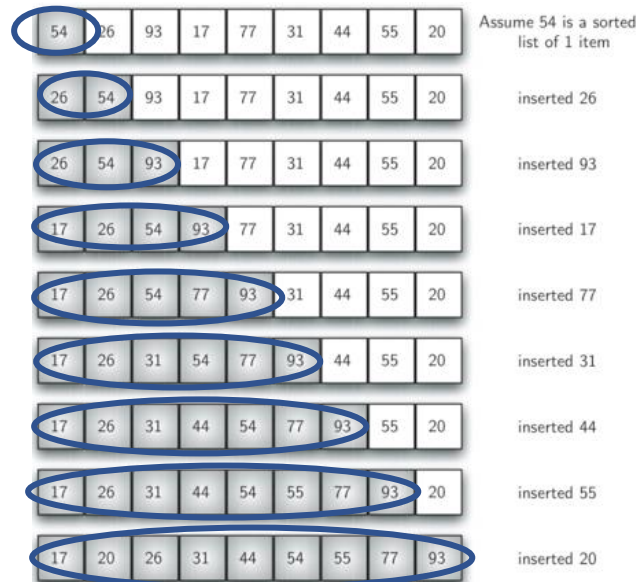 54 26 93 17 77 31 44 55 20 Assume 54 is a sorted
list of 1 item
26 54 93 17 77 31 44 55 20 inserted 26
26 54 93 17 77 31 44 55 20 inserted 93
17 26 54 93 77 31 44 55 20 inserted 17
17 26 54 77 93 31 44 55 20 inserted 77
17 26 31 54 77 93 44 55 20 inserted 31
17 26 31 44 54 77 93 55 20 inserted 44
17 26 31 44 54 55 77 93 20 inserted 55
17 20 26 31 44 54 55 77 93 inserted 20